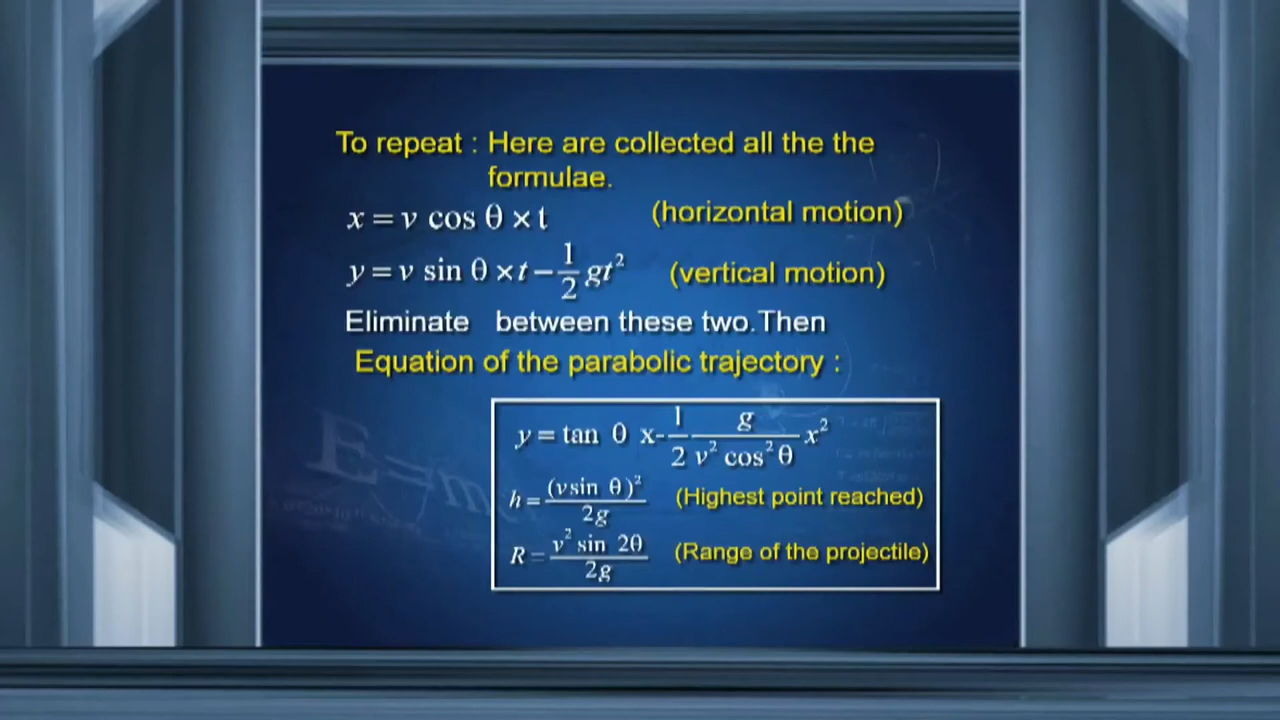 To repeat : Here are collected all the the
formulae.
x = v cos θ × t (horizontal motion)
y = v sin θ × t − 1/2 gt² (vertical motion)
Eliminate between these two.Then
Equation of the parabolic trajectory :
y = tan θ x- 1/2 g/(v² cos² θ) x²
h = (v sin θ)²/2g (Highest point reached)
R = v² sin 2θ/2g (Range of the projectile)
E=m